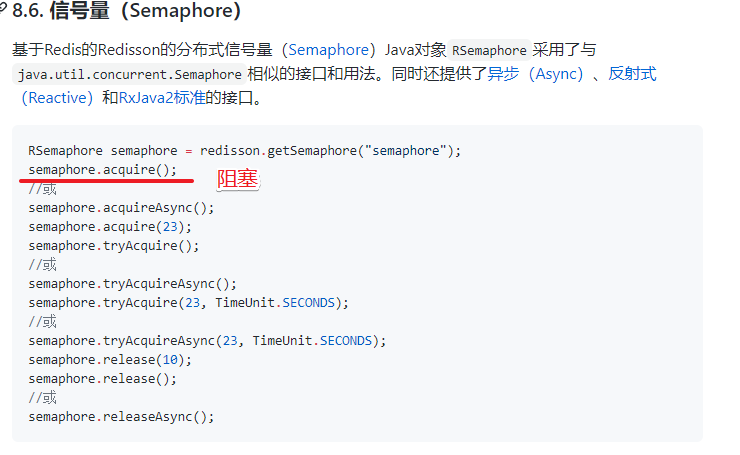 8.6. 信号量（Semaphore）
基于Redis的Redisson的分布式信号量（Semaphore）Java对象 RSemaphore 采用了与
java.util.concurrent.Semaphore 相似的接口和用法。同时还提供了异步（Async）、反射式
（Reactive）和RxJava2标准的接口。
RSemaphore semaphore = redisson.getSemaphore("semaphore");
semaphore.acquire();
阻塞
//或
semaphore.acquireAsync();
semaphore.acquire(23);
semaphore.tryAcquire();
//或
semaphore.tryAcquireAsync();
semaphore.tryAcquire(23, TimeUnit.SECONDS);
//或
semaphore.tryAcquireAsync(23, TimeUnit.SECONDS);
semaphore.release(10);
semaphore.release();
//或
semaphore.releaseAsync();